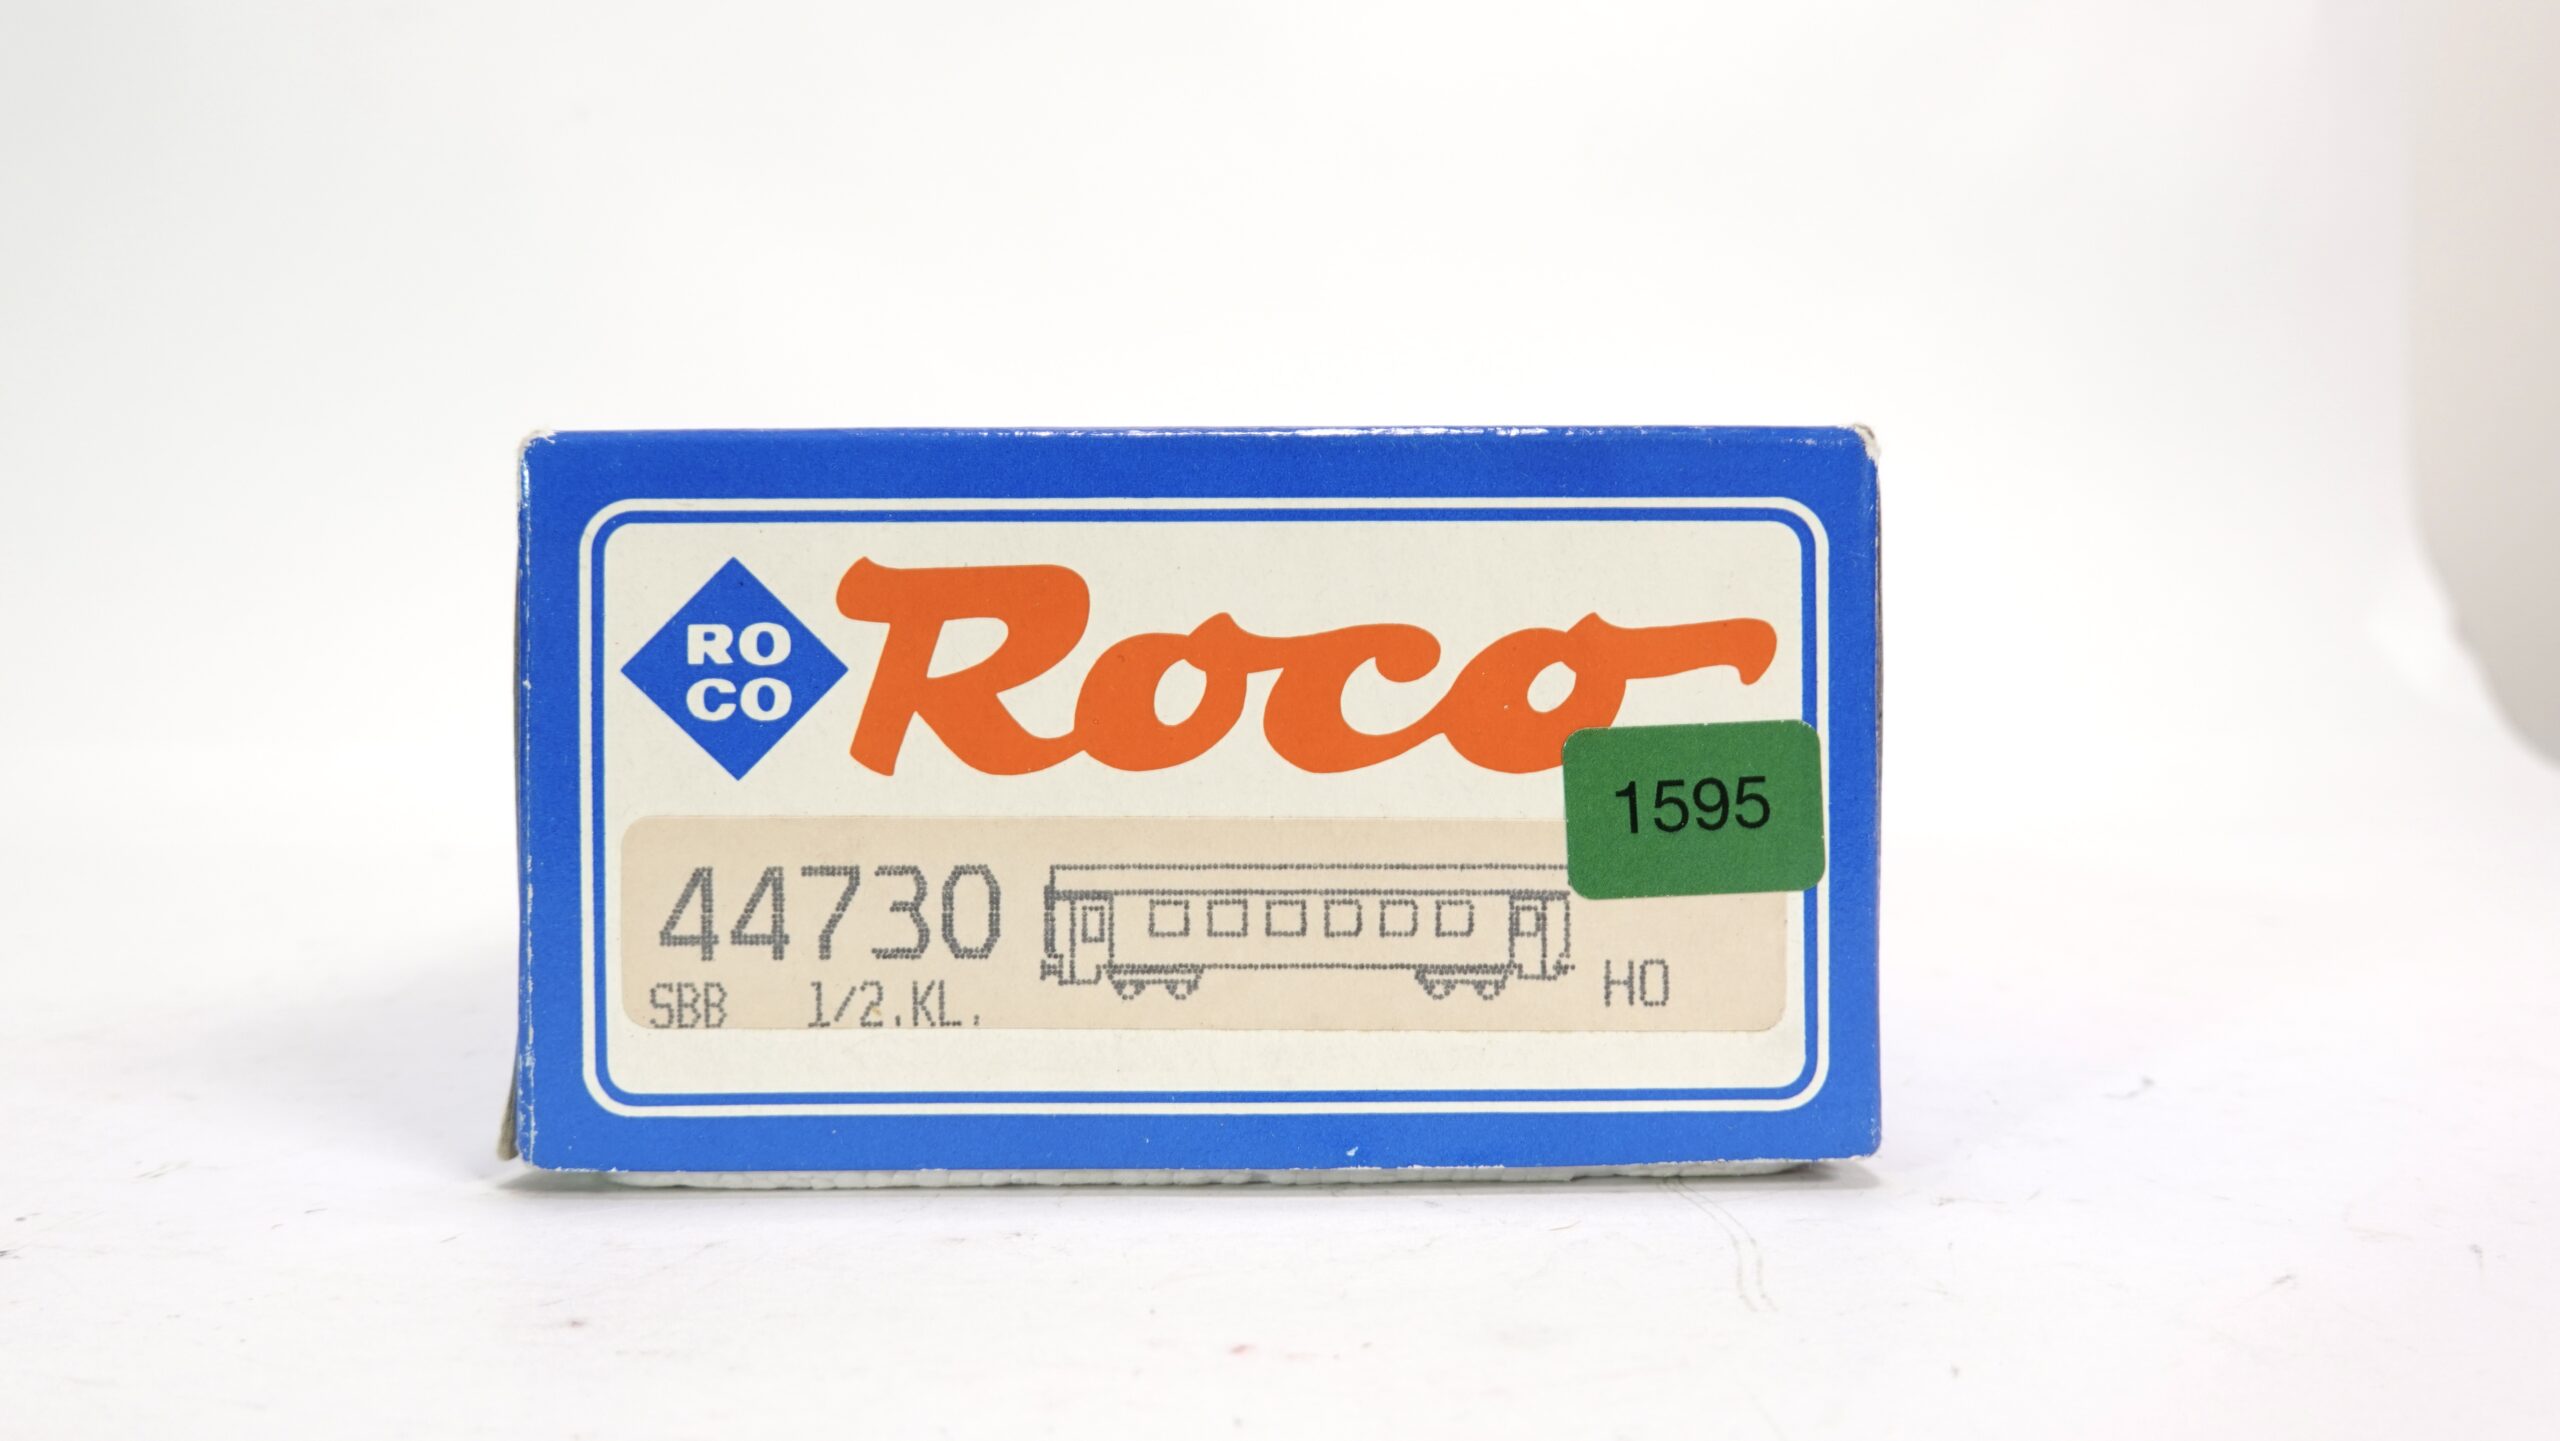 RO
CO
Roco
1595
44730
SBB 1/2.KL.
HO